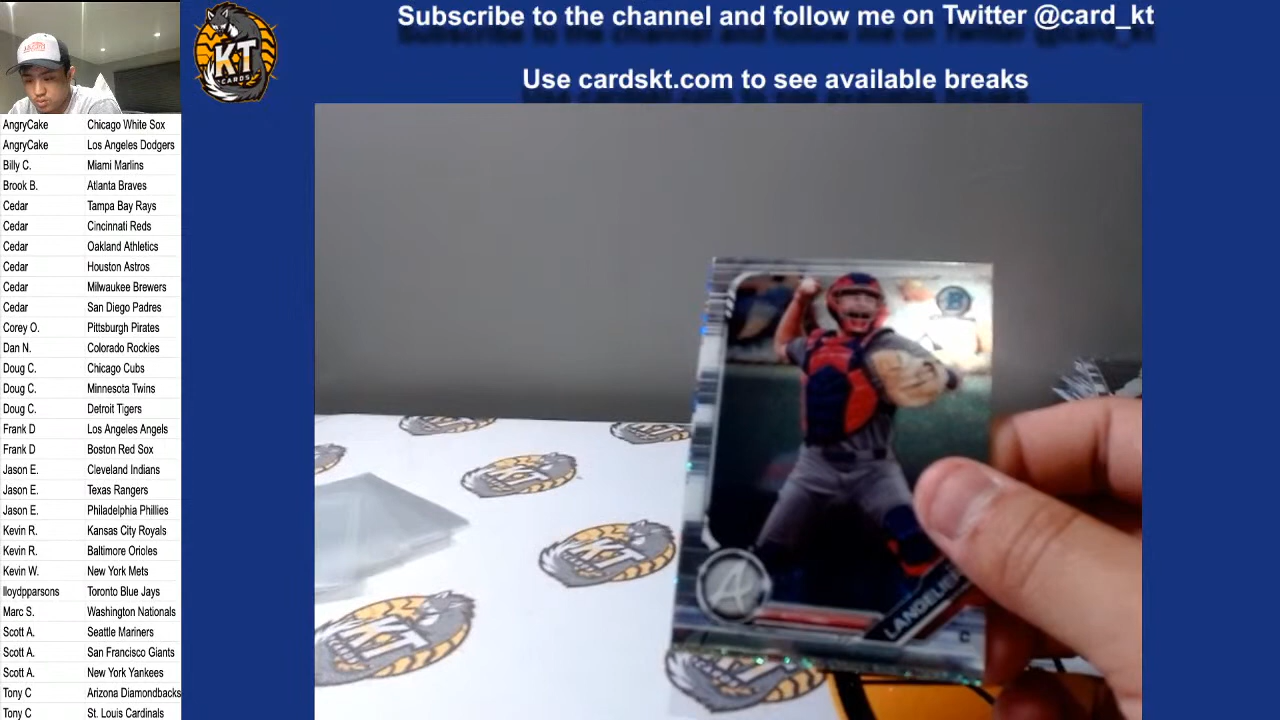 Subscribe to the channel and follow me on Twitter @card_kt
Use cardskt.com to see available breaks
KT
CARDS
AngryCake Chicago White Sox
AngryCake Los Angeles Dodgers
Billy C. Miami Marlins
Brook B. Atlanta Braves
Cedar Tampa Bay Rays
Cedar Cincinnati Reds
Cedar Oakland Athletics
Cedar Houston Astros
Cedar Milwaukee Brewers
Cedar San Diego Padres
Corey O. Pittsburgh Pirates
Dan N. Colorado Rockies
Doug C. Chicago Cubs
Doug C. Minnesota Twins
Doug C. Detroit Tigers
Frank D Los Angeles Angels
Frank D Boston Red Sox
Jason E. Cleveland Indians
Jason E. Texas Rangers
Jason E. Philadelphia Phillies
Kevin R. Kansas City Royals
Kevin R. Baltimore Orioles
Kevin W. New York Mets
lloydpparsons Toronto Blue Jays
Marc S. Washington Nationals
Scott A. Seattle Mariners
Scott A. San Francisco Giants
Scott A. New York Yankees
Tony C Arizona Diamondbacks
Tony C St. Louis Cardinals
KT
KT
KT
A
C